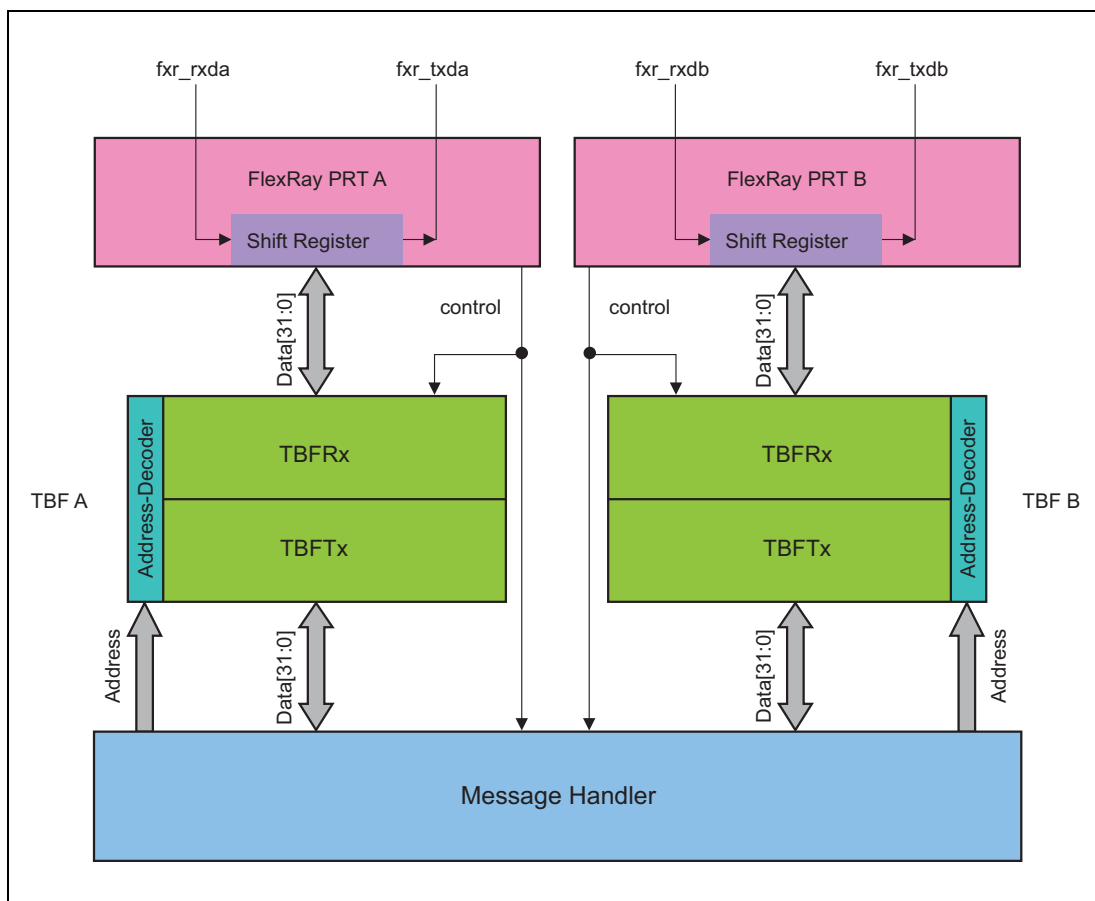 fxr_rxda
fxr_txda
fxr_rxdb
fxr_txdb
FlexRay PRT A
FlexRay PRT B
Shift Register
Shift Register
Data[31:0]
control
control
Data[31:0]
TBF A
Address-Decoder
TBFRx
TBFTx
TBFRx
TBFTx
Address-Decoder
TBF B
Address
Data[31:0]
Data[31:0]
Address
Message Handler